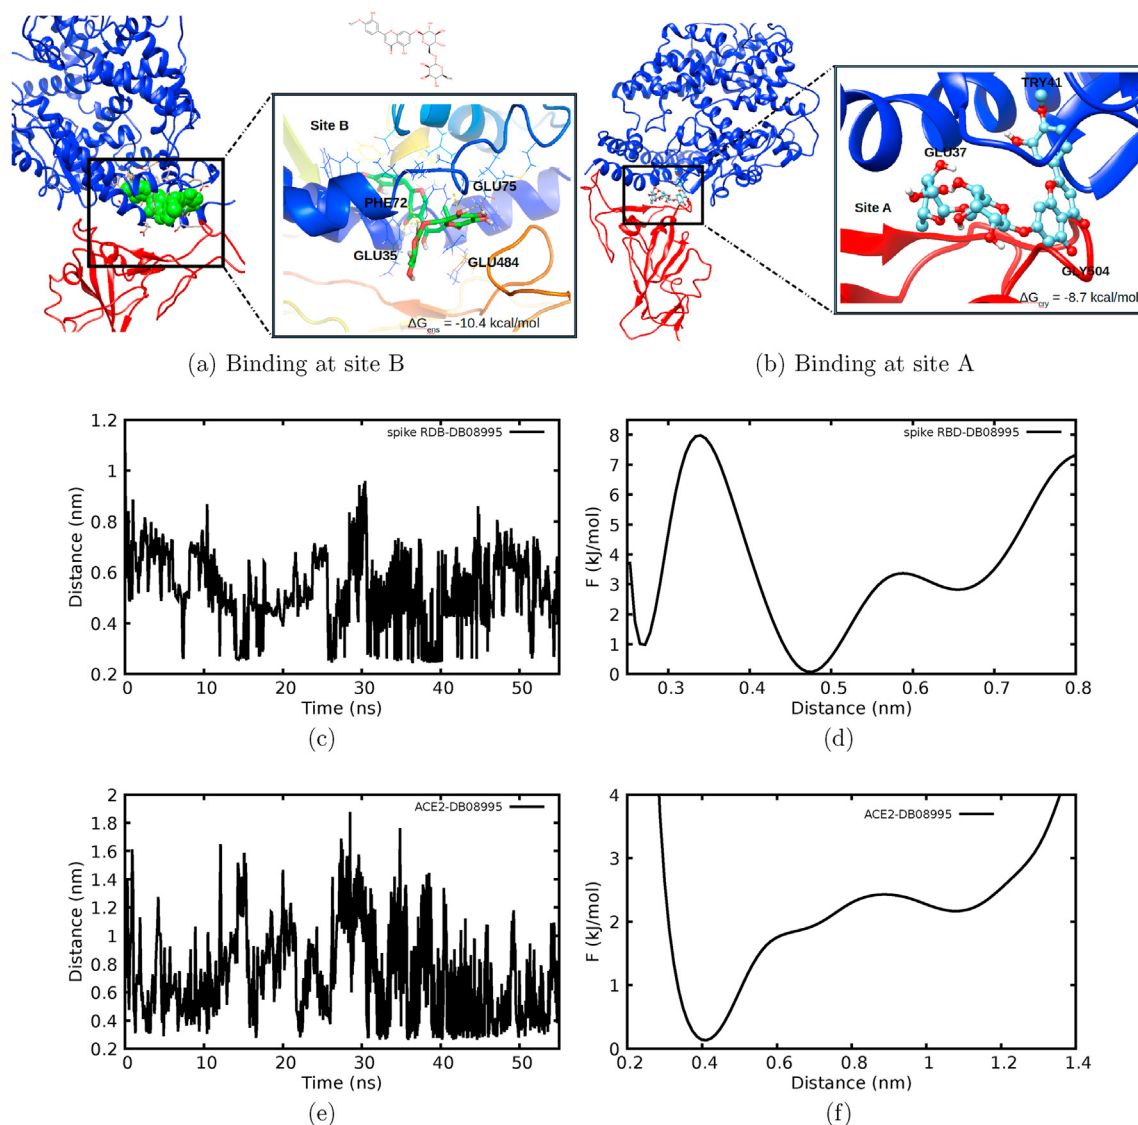 Site B
GLU75
PHE72
GLU35
GLU484
ΔGens = -10.4 kcal/mol
TRY41
GLU37
Site A
GLY504
ΔGcry = -8.7 kcal/mol
(a) Binding at site B
(b) Binding at site A
1.2
1
0.8
0.6
0.4
0.2
Distance (nm)
spike RDB-DB08995
0 10 20 30 40 50
Time (ns)
(c)
8
7
6
5
4
3
2
1
0
F (kJ/mol)
spike RBD-DB08995
0.3 0.4 0.5 0.6 0.7 0.8
Distance (nm)
(d)
2
1.8
1.6
1.4
1.2
1
0.8
0.6
0.4
0.2
Distance (nm)
ACE2-DB08995
0 10 20 30 40 50
Time (ns)
(e)
4
3
2
1
0
F (kJ/mol)
ACE2-DB08995
0.2 0.4 0.6 0.8 1 1.2 1.4
Distance (nm)
(f)